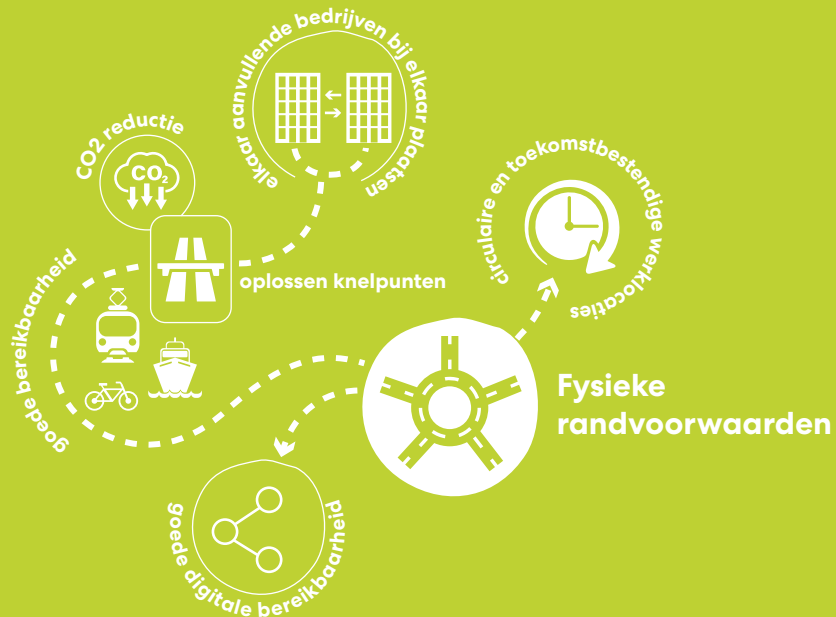 elkaar aanvullende bedrijven bij elkaar plaatsen
CO2 reductie
CO₂
circulaire en toekomstbestendige werklocaties
goede bereikbaarheid
oplossen knelpunten
Fysieke
randvoorwaarden
goede digitale bereikbaarheid